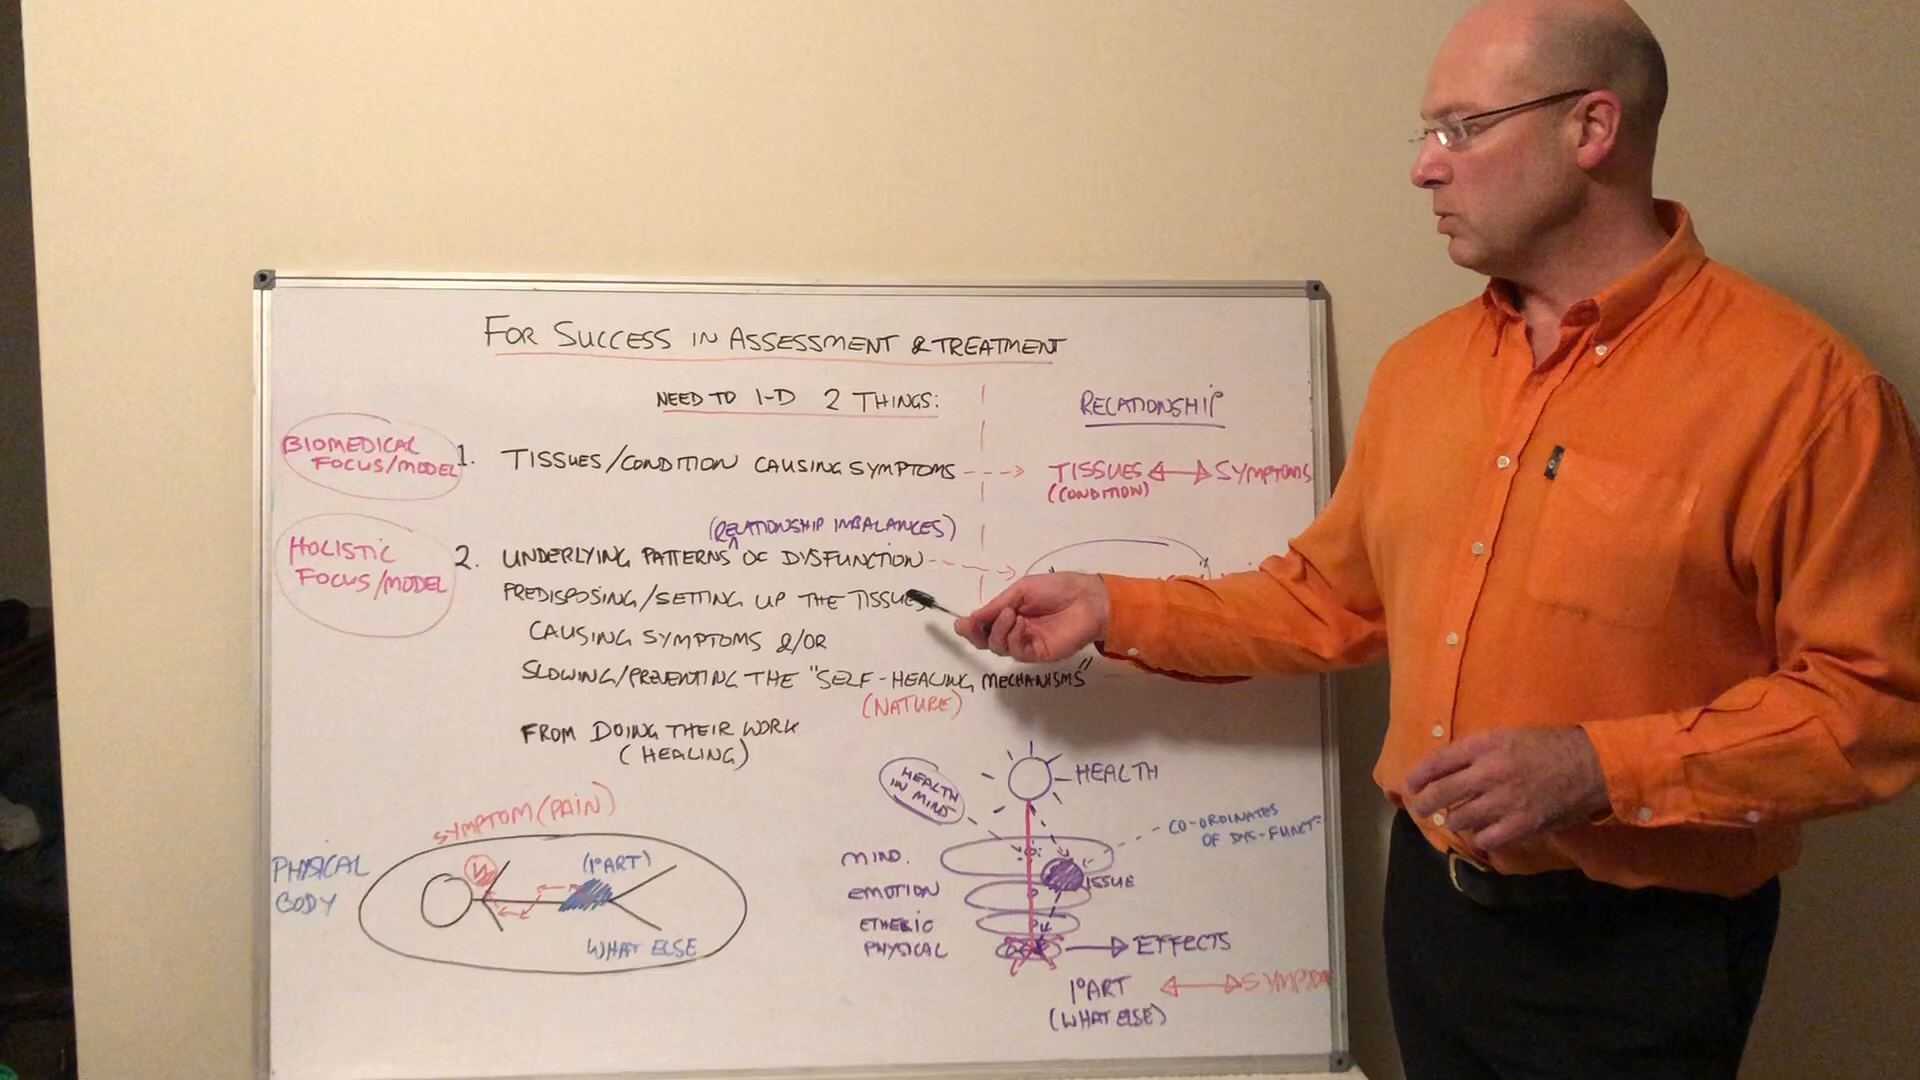 FOR SUCCESS IN ASSESSMENT & TREATMENT
NEED TO I-D 2 THINGS:
RELATIONSHIP
BIOMEDICAL
FOCUS/MODEL
1. TISSUES/CONDITION CAUSING SYMPTOMS
TISSUES SYMPTOMS
(CONDITION)
(RELATIONSHIP IMBALANCES)
HOLISTIC
FOCUS/MODEL
2. UNDERLYING PATTERNS OF DYSFUNCTION
PREDISPOSING/SETTING UP THE TISSUES
CAUSING SYMPTOMS &/OR
SLOWING/PREVENTING THE "SELF-HEALING MECHANISMS"
(NATURE)
FROM DOING THEIR WORK
(HEALING)
SYMPTOM (PAIN)
PHYSICAL
BODY
(1°ART)
WHAT ELSE
HEALTH
IN MIND
HEALTH
CO-ORDINATES
OF DYS-FUNCT
MIND.
ISSUE
EMOTION
ETHERIC
PHYSICAL
EFFECTS
1°ART SYMPTOM
(WHAT ELSE)